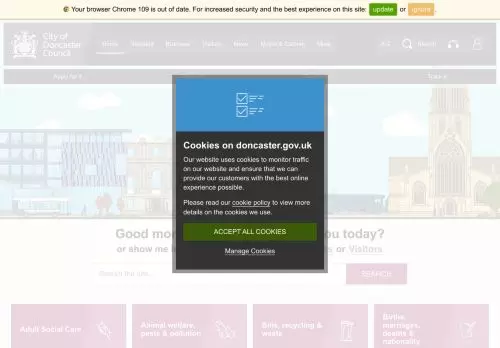 Your browser Chrome 109 is out of date. For increased security and the best experience on this site: update or ignore
City of
Doncaster
Council
Home Resident Business Visitors News Mayor & Cabinet More A-Z Search
Apply for it
Cookies on doncaster.gov.uk
Our website uses cookies to monitor traffic
on our website and ensure that we can
provide our customers with the best online
experience possible.
Please read our cookie policy to view more
details on the cookies we use.
ACCEPT ALL COOKIES
Manage Cookies
Good mor you today?
or show me i or Visitors
Search the site... SEARCH
Adult Social Care
Animal welfare,
pests & pollution
Bins, recycling &
waste
Births,
marriages,
deaths &
nationality